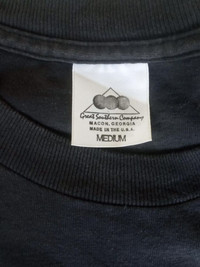 Great Southern Company
MACON, GEORGIA
MADE IN THE U.S.A.
MEDIUM